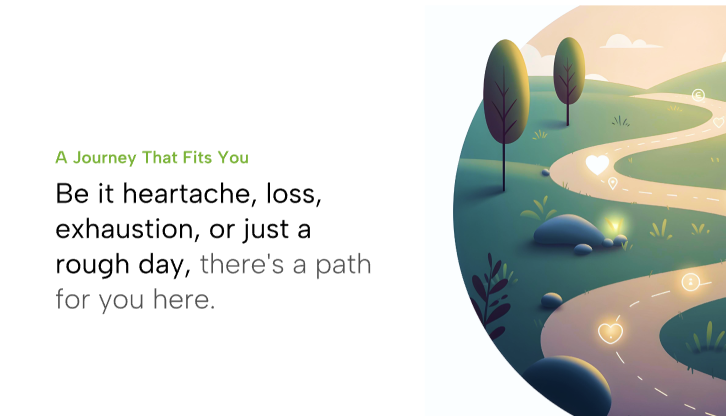 A Journey That Fits You
Be it heartache, loss,
exhaustion, or just a
rough day, there's a path
for you here.